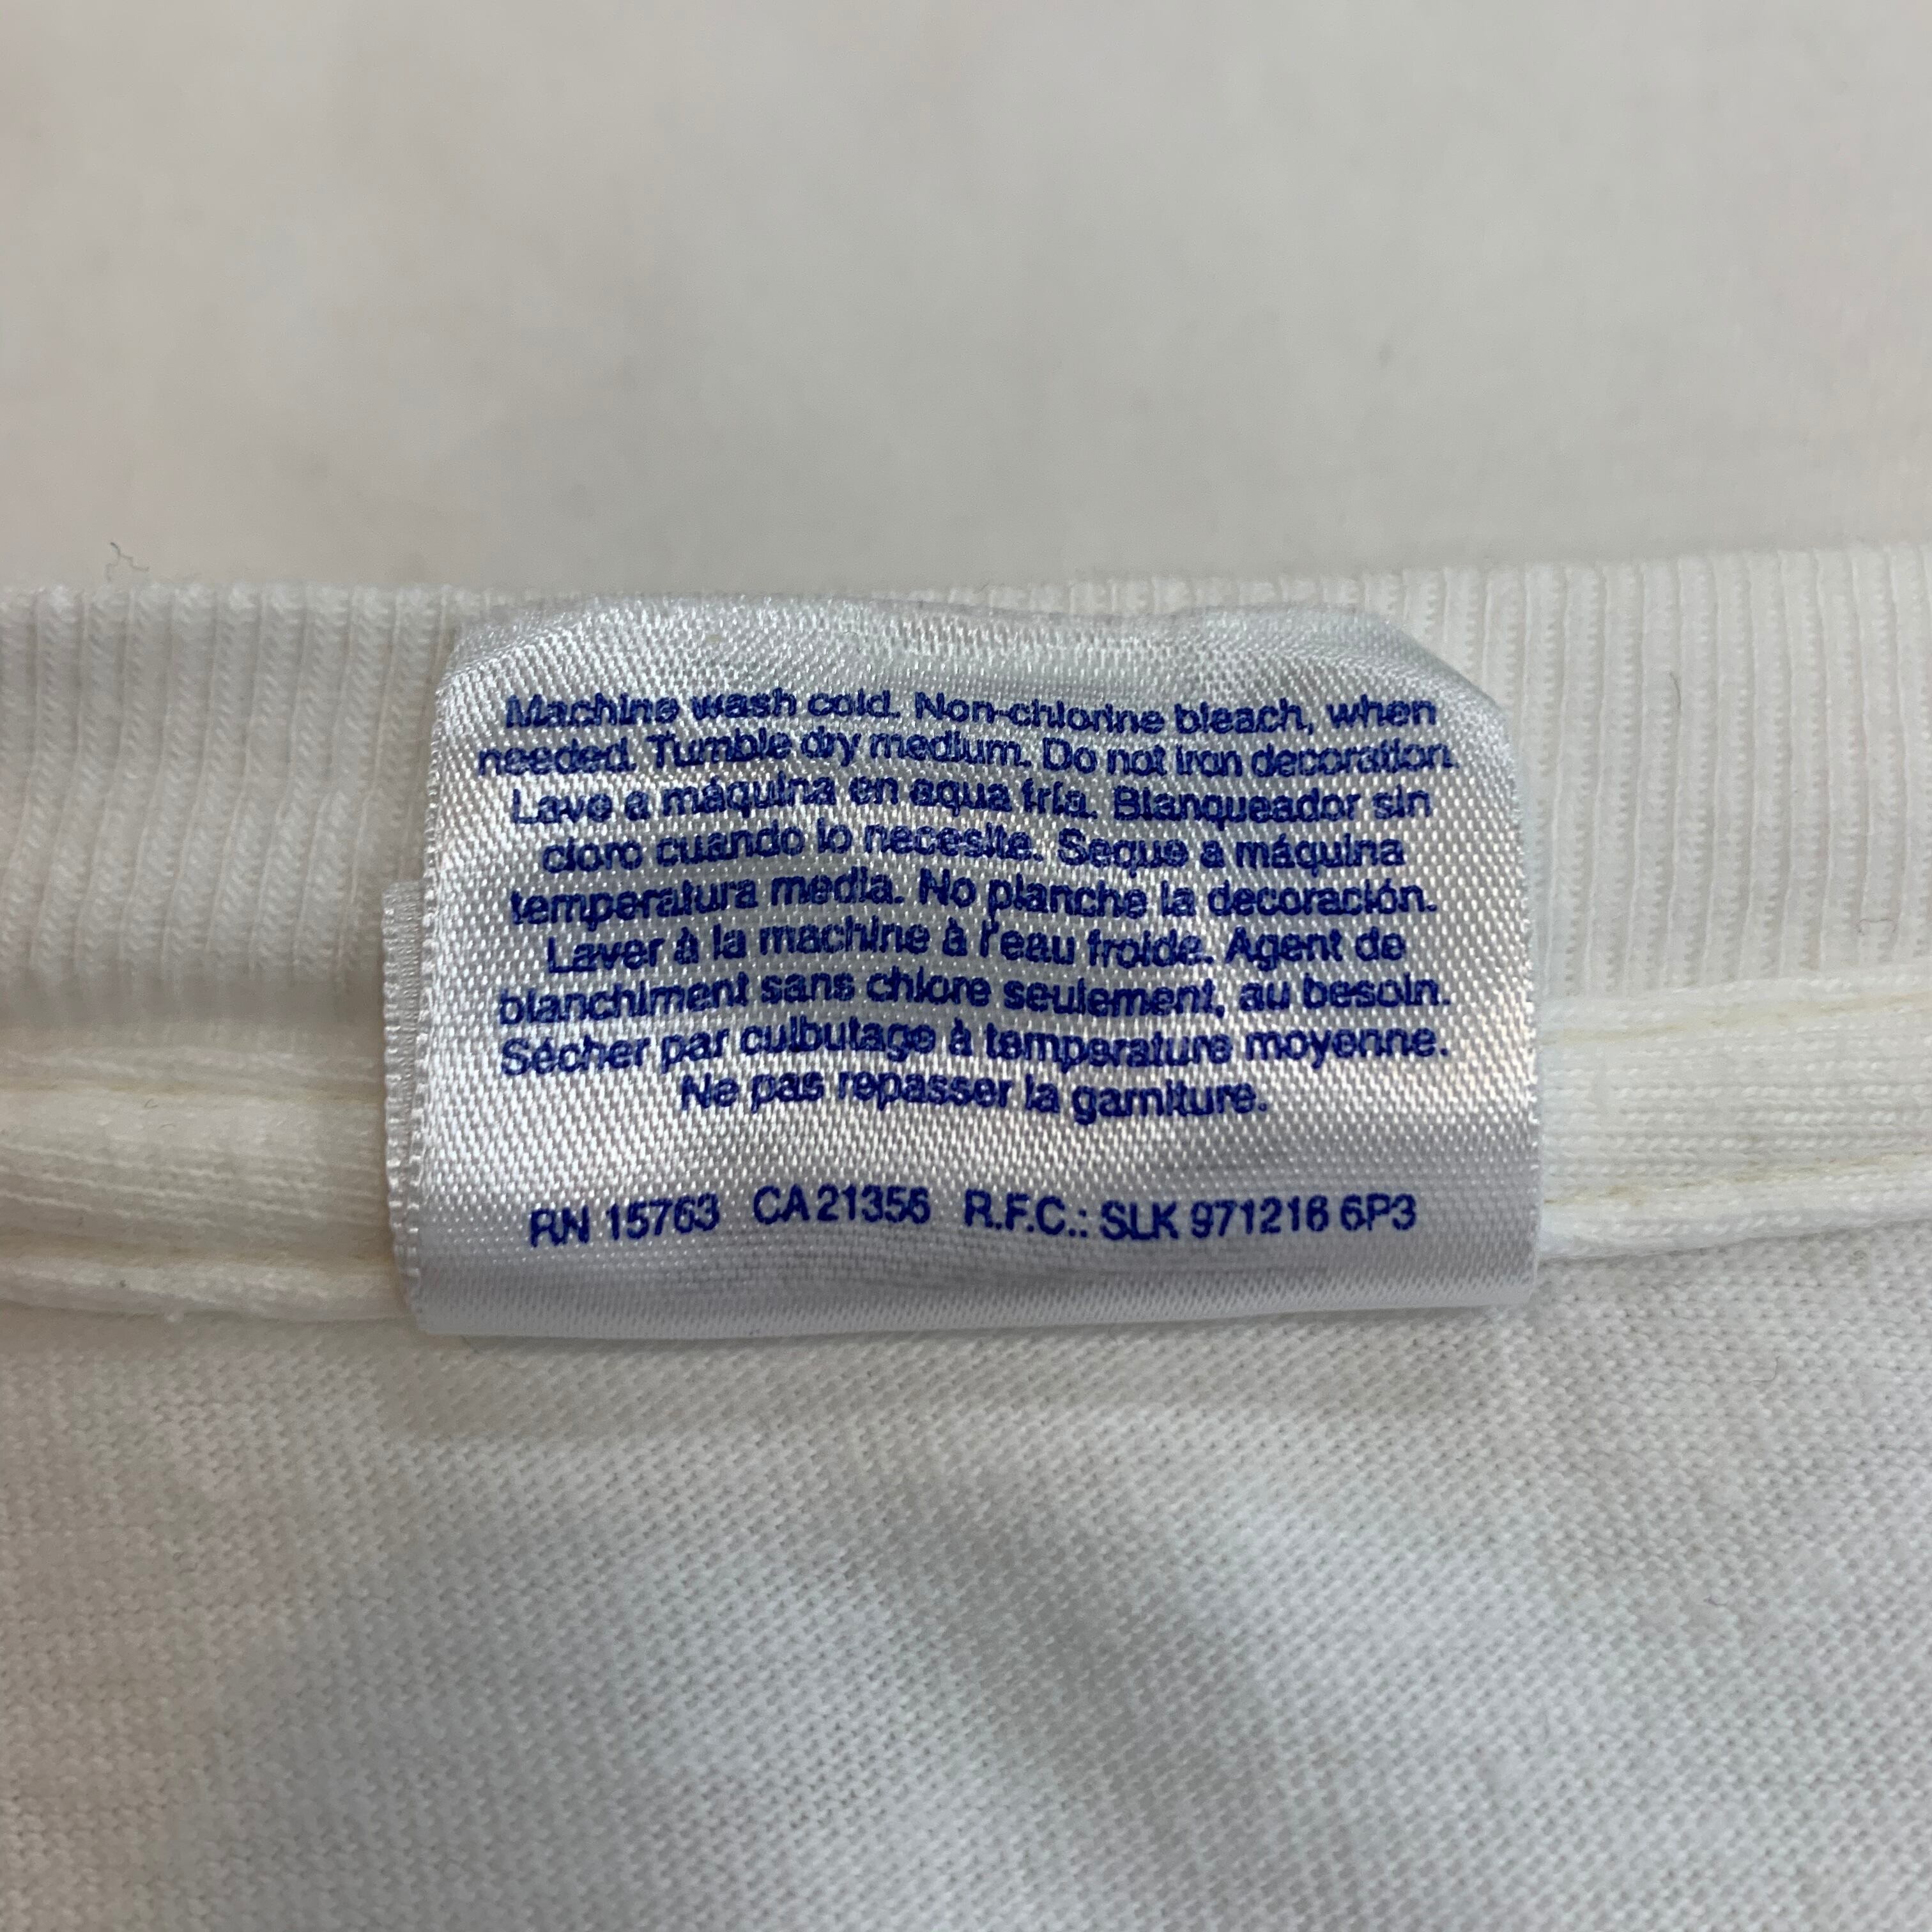 Machine wash cold. Non-chlorine bleach, when
needed. Tumble dry medium. Do not iron decoration.
Lave a máquina en aqua fría. Blanqueador sin
cloro cuando lo necesite. Seque a máquina
temperatura media. No planche la decoración.
Laver à la machine à l'eau froide. Agent de
blanchiment sans chlore seulement, au besoin.
Sécher par culbutage à température moyenne.
Ne pas repasser la garniture.
RN 15763 CA 21356 R.F.C.: SLK 971216 6P3